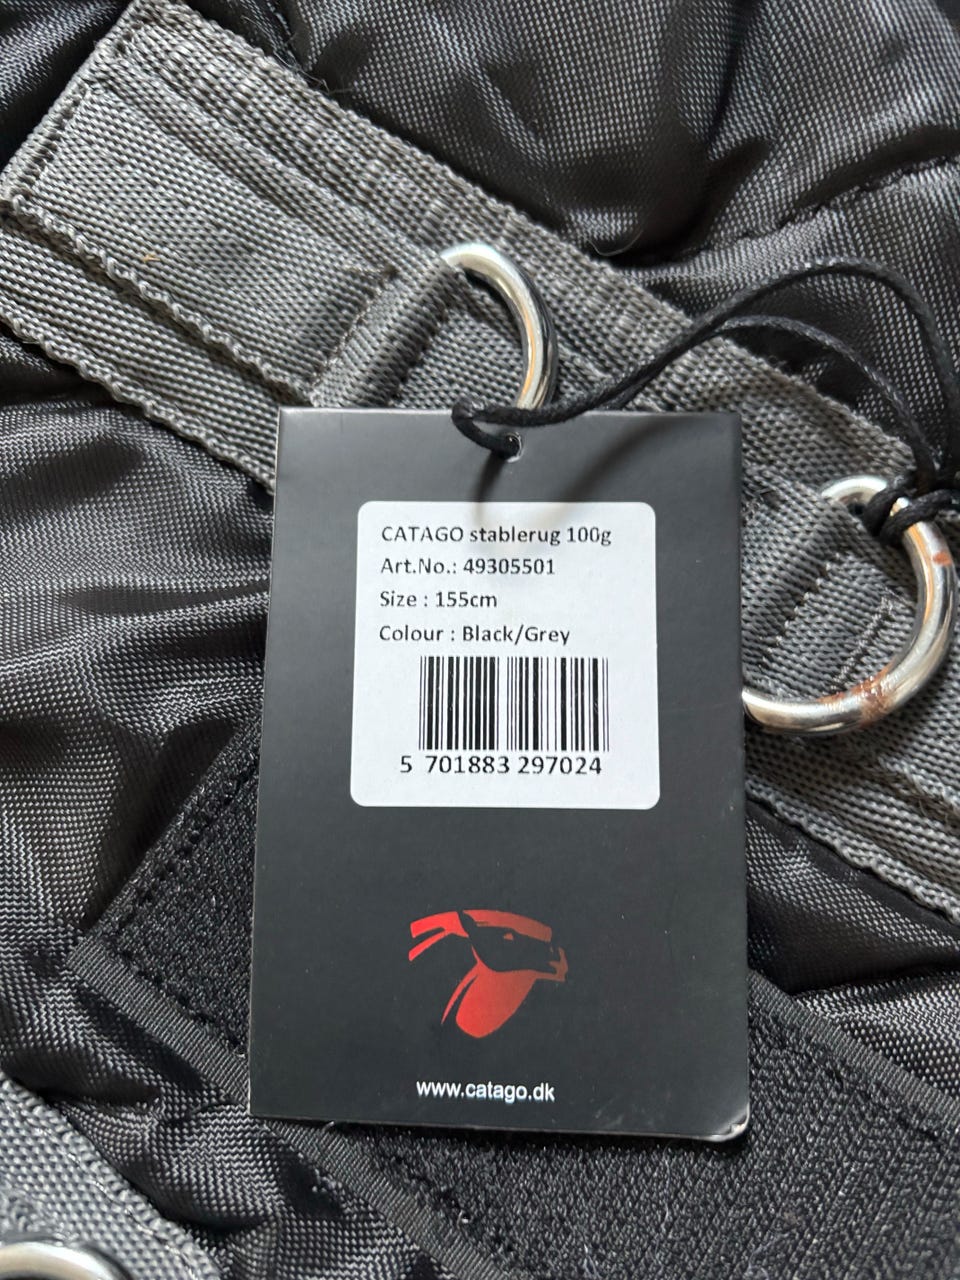 CATAGO stablerug 100g
Art.No.: 49305501
Size : 155cm
Colour : Black/Grey
5 701883 297024
www.catago.dk